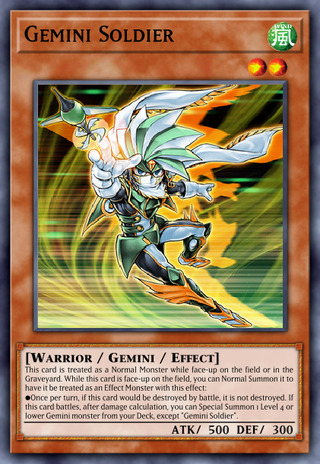 Gemini Soldier
WIND
風
[Warrior / Gemini / Effect]
This card is treated as a Normal Monster while face-up on the field or in the
Graveyard. While this card is face-up on the field, you can Normal Summon it to
have it be treated as an Effect Monster with this effect:
●Once per turn, if this card would be destroyed by battle, it is not destroyed. If
this card battles, after damage calculation, you can Special Summon 1 Level 4 or
lower Gemini monster from your Deck, except "Gemini Soldier".
ATK/ 500 DEF/ 300